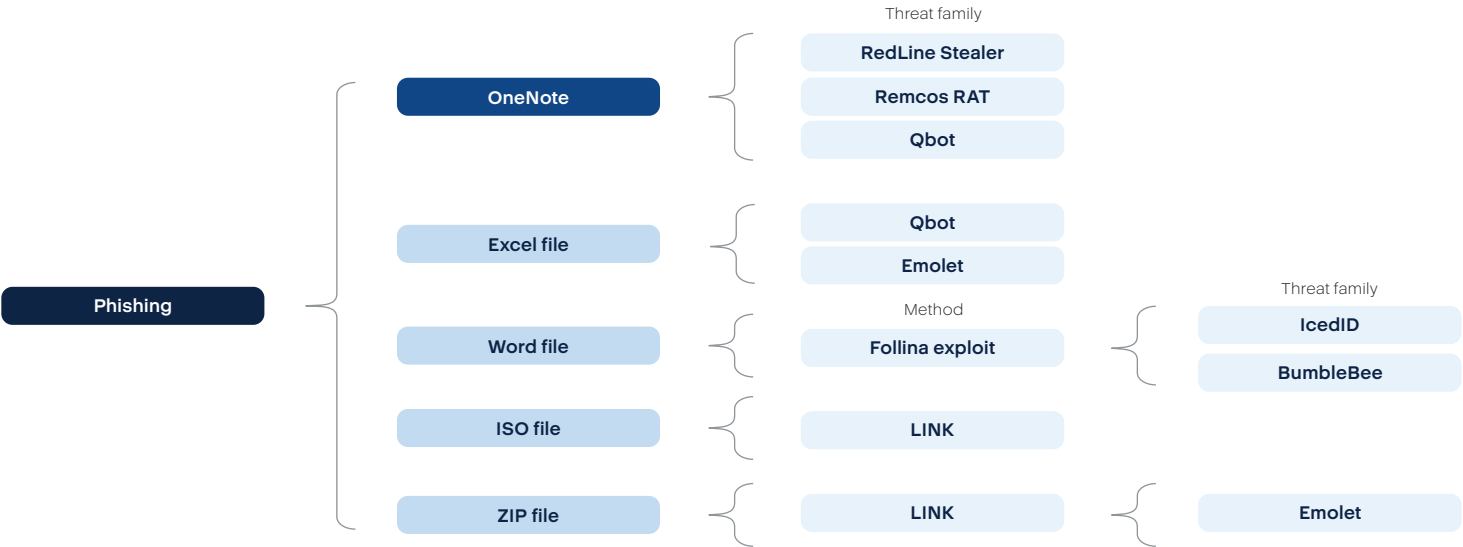 Threat family
RedLine Stealer
OneNote
Remcos RAT
Qbot
Qbot
Excel file
Emolet
Threat family
Phishing
Method
IcedID
Word file
Follina exploit
BumbleBee
ISO file
LINK
ZIP file
LINK
Emolet